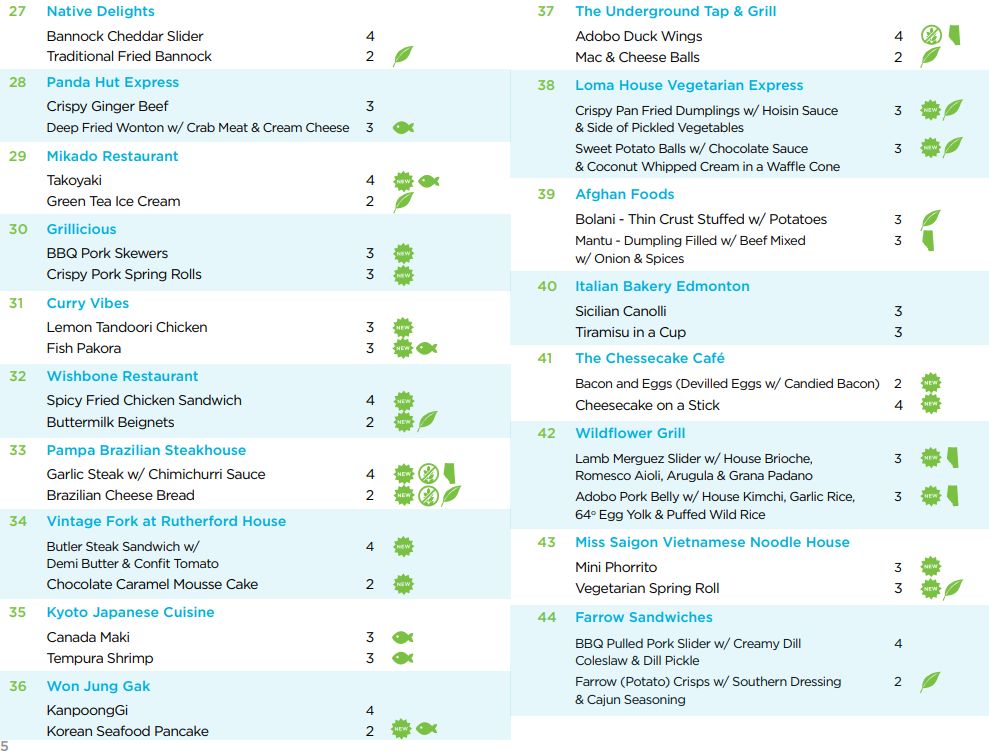 27 Native Delights
Bannock Cheddar Slider 4
Traditional Fried Bannock 2
28 Panda Hut Express
Crispy Ginger Beef 3
Deep Fried Wonton w/ Crab Meat & Cream Cheese 3
29 Mikado Restaurant
Takoyaki 4 NEW
Green Tea Ice Cream 2
30 Grillicious
BBQ Pork Skewers 3 NEW
Crispy Pork Spring Rolls 3 NEW
31 Curry Vibes
Lemon Tandoori Chicken 3 NEW
Fish Pakora 3 NEW
32 Wishbone Restaurant
Spicy Fried Chicken Sandwich 4 NEW
Buttermilk Beignets 2 NEW
33 Pampa Brazilian Steakhouse
Garlic Steak w/ Chimichurri Sauce 4 NEW
Brazilian Cheese Bread 2 NEW
34 Vintage Fork at Rutherford House
Butler Steak Sandwich w/ 4 NEW
Demi Butter & Confit Tomato
Chocolate Caramel Mousse Cake 2 NEW
35 Kyoto Japanese Cuisine
Canada Maki 3
Tempura Shrimp 3
36 Won Jung Gak
KanpoongGi 4
Korean Seafood Pancake 2 NEW
5
37 The Underground Tap & Grill
Adobo Duck Wings 4
Mac & Cheese Balls 2
38 Loma House Vegetarian Express
Crispy Pan Fried Dumplings w/ Hoisin Sauce 3 NEW
& Side of Pickled Vegetables
Sweet Potato Balls w/ Chocolate Sauce 3 NEW
& Coconut Whipped Cream in a Waffle Cone
39 Afghan Foods
Bolani - Thin Crust Stuffed w/ Potatoes 3
Mantu - Dumpling Filled w/ Beef Mixed 3
w/ Onion & Spices
40 Italian Bakery Edmonton
Sicilian Canolli 3
Tiramisu in a Cup 3
41 The Chessecake Café
Bacon and Eggs (Devilled Eggs w/ Candied Bacon) 2 NEW
Cheesecake on a Stick 4 NEW
42 Wildflower Grill
Lamb Merguez Slider w/ House Brioche, 3 NEW
Romesco Aioli, Arugula & Grana Padano
Adobo Pork Belly w/ House Kimchi, Garlic Rice, 3 NEW
64º Egg Yolk & Puffed Wild Rice
43 Miss Saigon Vietnamese Noodle House
Mini Phorrito 3 NEW
Vegetarian Spring Roll 3 NEW
44 Farrow Sandwiches
BBQ Pulled Pork Slider w/ Creamy Dill 4
Coleslaw & Dill Pickle
Farrow (Potato) Crisps w/ Southern Dressing 2
& Cajun Seasoning